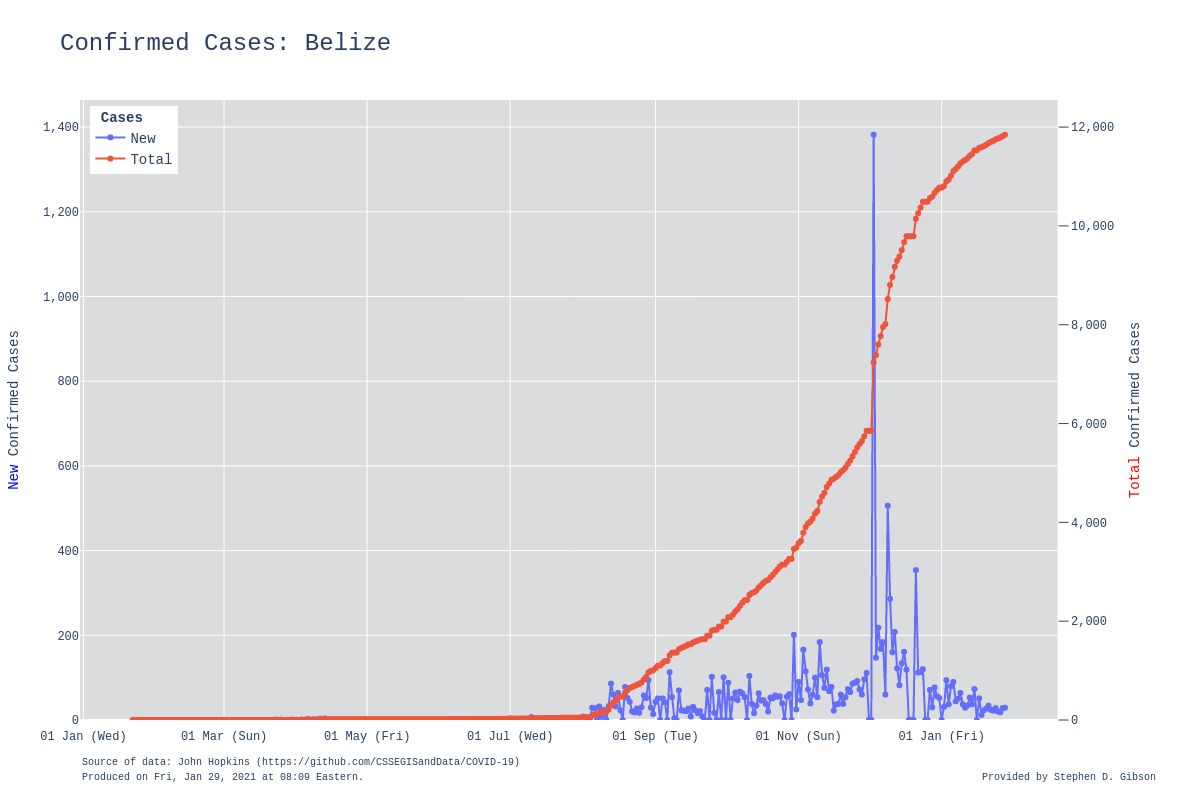 Confirmed Cases: Belize
Cases
New
Total
1,400
1,200
1,000
800
600
400
200
0
12,000
10,000
8,000
6,000
4,000
2,000
0
New Confirmed Cases
Total Confirmed Cases
01 Jan (Wed) 01 Mar (Sun) 01 May (Fri) 01 Jul (Wed) 01 Sep (Tue) 01 Nov (Sun) 01 Jan (Fri)
Source of data: John Hopkins (https://github.com/CSSEGISandData/COVID-19)
Produced on Fri, Jan 29, 2021 at 08:09 Eastern.
Provided by Stephen D. Gibson